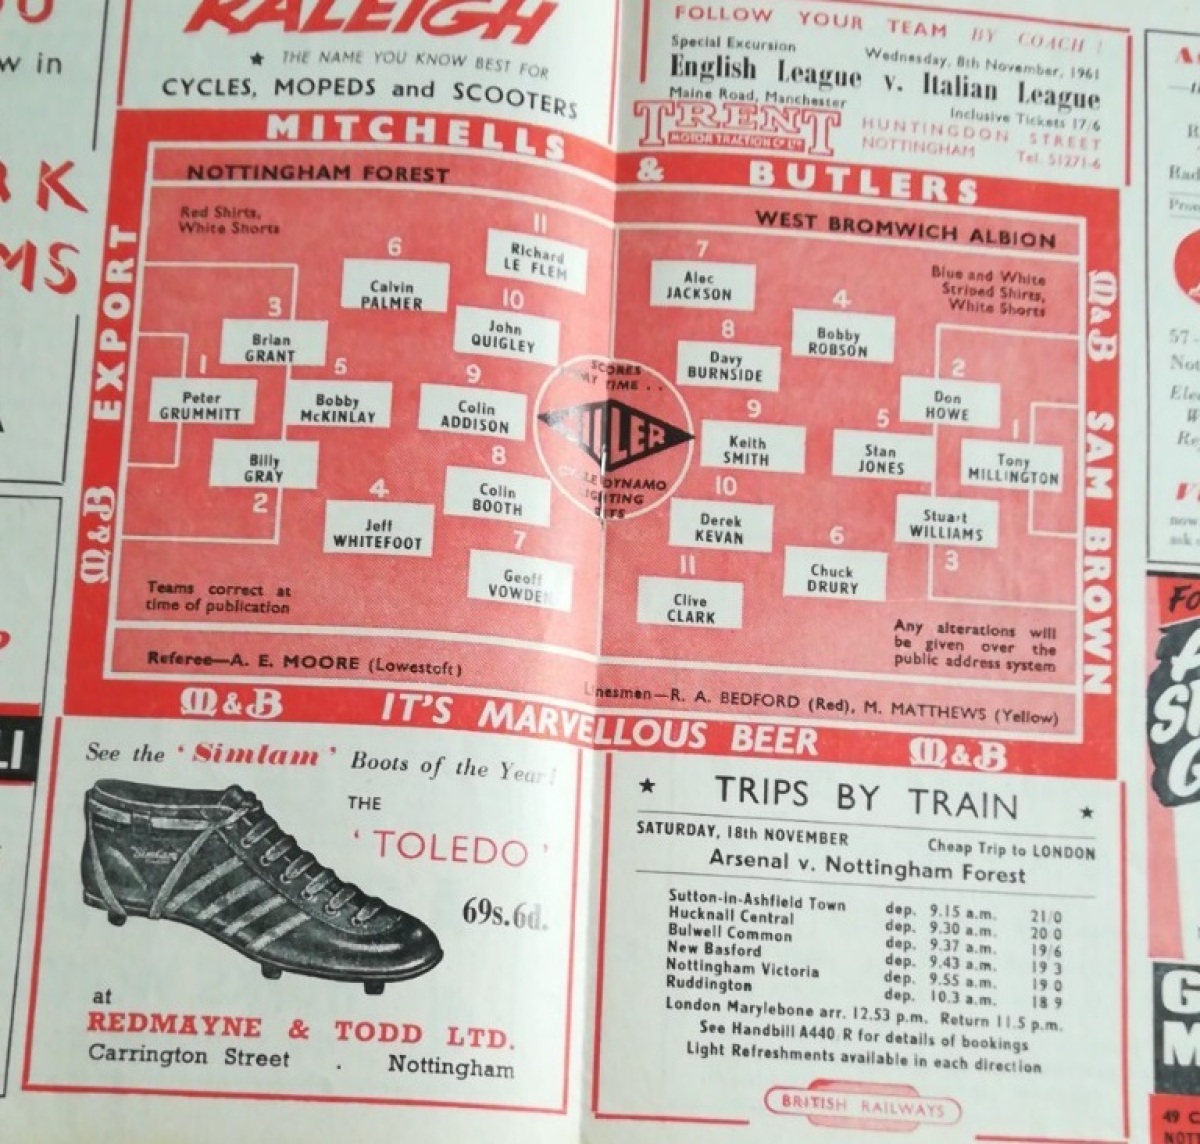 RALEIGH
★ THE NAME YOU KNOW BEST FOR
CYCLES, MOPEDS and SCOOTERS
FOLLOW YOUR TEAM BY COACH !
Special Excursion Wednesday, 8th November, 1961
English League v. Italian League
Maine Road, Manchester Inclusive Tickets 17/6
TRENT
MOTOR TRACTION Co LTD
HUNTINGDON STREET
NOTTINGHAM Tel. 51271-6
MITCHELLS & BUTLERS
M&B EXPORT
NOTTINGHAM FOREST
Red Shirts,
White Shorts
11
Richard
LE FLEM
6
Calvin
PALMER
10
John
QUIGLEY
3
Brian
GRANT
1
Peter
GRUMMITT
5
Bobby
McKINLAY
9
Colin
ADDISON
Billy
GRAY
2
8
Colin
BOOTH
4
Jeff
WHITEFOOT
7
Geoff
VOWDEN
Teams correct at
time of publication
SCORES
TIME . .
DYNAMO
WEST BROMWICH ALBION
Blue and White
Striped Shirts,
White Shorts
7
Alec
JACKSON
4
Bobby
ROBSON
8
Davy
BURNSIDE
2
Don
HOWE
9
Keith
SMITH
5
Stan
JONES
1
Tony
MILLINGTON
10
Derek
KEVAN
Stuart
WILLIAMS
3
6
Chuck
DRURY
11
Clive
CLARK
Any alterations will
be given over the
public address system
M&B SAM BROWN
Referee—A. E. MOORE (Lowestoft)
Linesmen—R. A. BEDFORD (Red), M. MATTHEWS (Yellow)
M&B IT'S MARVELLOUS BEER M&B
See the ‘Simlam’ Boots of the Year!
THE
‘TOLEDO’
69s. 6d.
Simlam
at
REDMAYNE & TODD LTD.
Carrington Street . Nottingham
★ TRIPS BY TRAIN ★
SATURDAY, 18th NOVEMBER Cheap Trip to LONDON
Arsenal v. Nottingham Forest
Sutton-in-Ashfield Town dep. 9.15 a.m. 21/0
Hucknall Central dep. 9.30 a.m. 20 0
Bulwell Common dep. 9.37 a.m. 19/6
New Basford dep. 9.43 a.m. 19 3
Nottingham Victoria dep. 9.55 a.m. 19 0
Ruddington dep. 10.3 a.m. 18 9
London Marylebone arr. 12.53 p.m. Return 11.5 p.m.
See Handbill A440 R for details of bookings
Light Refreshments available in each direction
BRITISH RAILWAYS